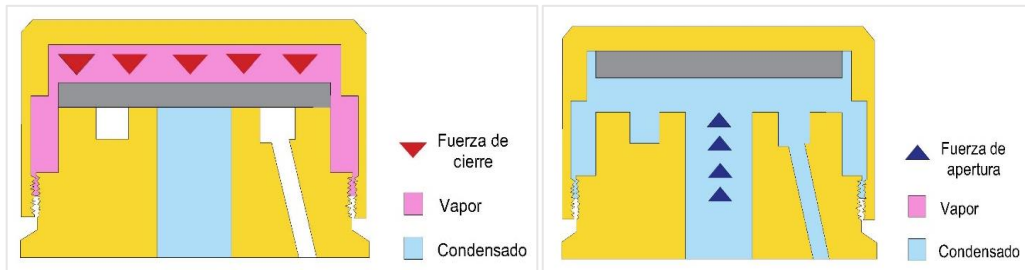 Fuerza de
cierre
Vapor
Condensado
Fuerza de
apertura
Vapor
Condensado